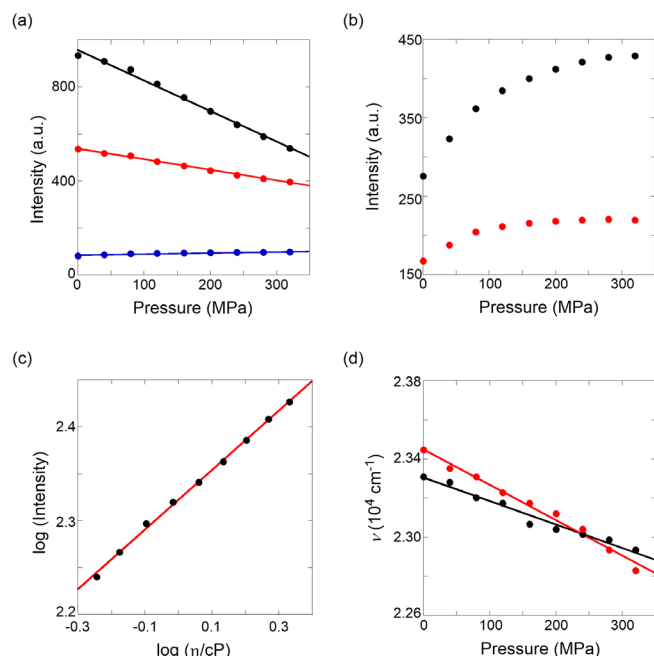 (a)
Intensity (a.u.)
800
400
0
0 100 200 300
Pressure (MPa)
(b)
Intensity (a.u.)
450
350
250
150
0 100 200 300
Pressure (MPa)
(c)
log (Intensity)
2.4
2.3
2.2
-0.3 -0.1 0.1 0.3
log (η/cP)
(d)
ν (10⁴ cm⁻¹)
2.38
2.34
2.30
2.26
0 100 200 300
Pressure (MPa)